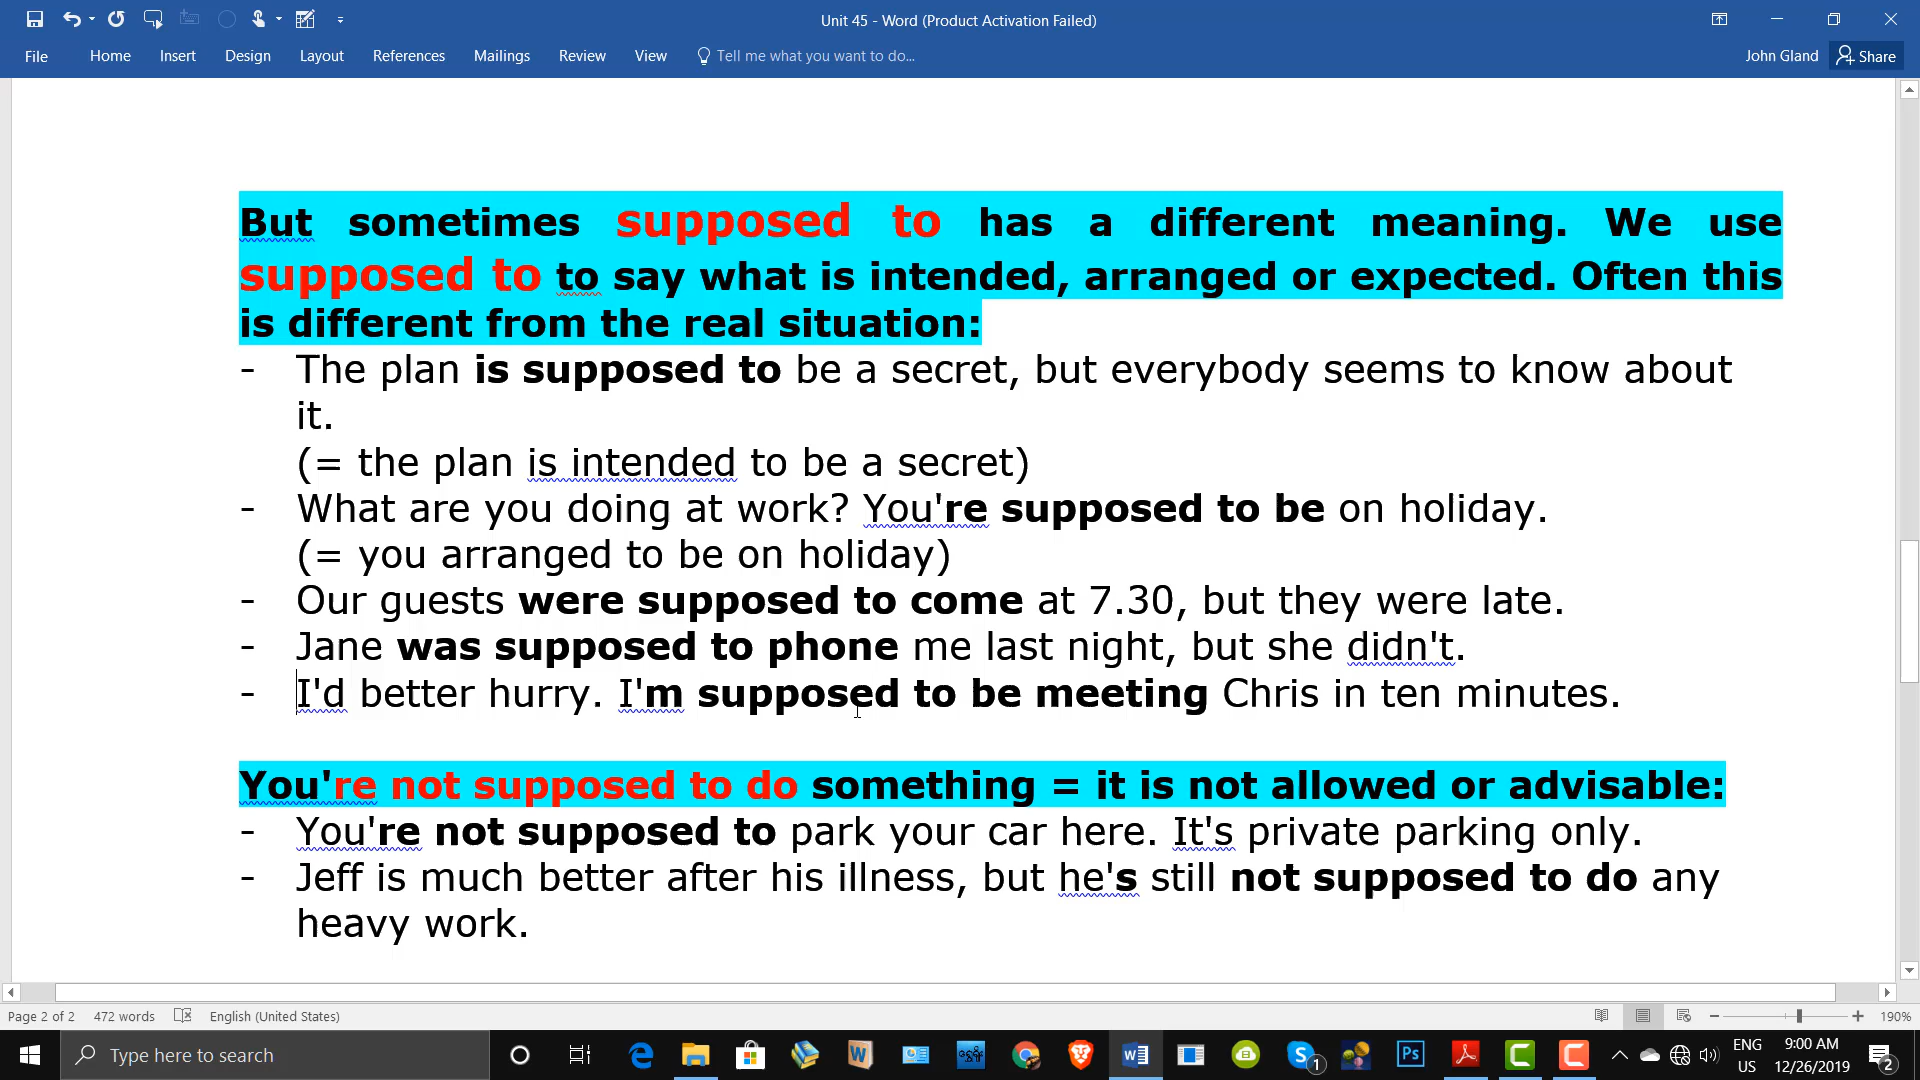 Unit 45 - Word (Product Activation Failed)
File Home Insert Design Layout References Mailings Review View Tell me what you want to do... John Gland Share
But sometimes supposed to has a different meaning. We use
supposed to to say what is intended, arranged or expected. Often this
is different from the real situation:
- The plan is supposed to be a secret, but everybody seems to know about
it.
(= the plan is intended to be a secret)
- What are you doing at work? You're supposed to be on holiday.
(= you arranged to be on holiday)
- Our guests were supposed to come at 7.30, but they were late.
- Jane was supposed to phone me last night, but she didn't.
- I'd better hurry. I'm supposed to be meeting Chris in ten minutes.
You're not supposed to do something = it is not allowed or advisable:
- You're not supposed to park your car here. It's private parking only.
- Jeff is much better after his illness, but he's still not supposed to do any
heavy work.
Page 2 of 2 472 words English (United States) 190%
Type here to search
ENG 9:00 AM
US 12/26/2019 2